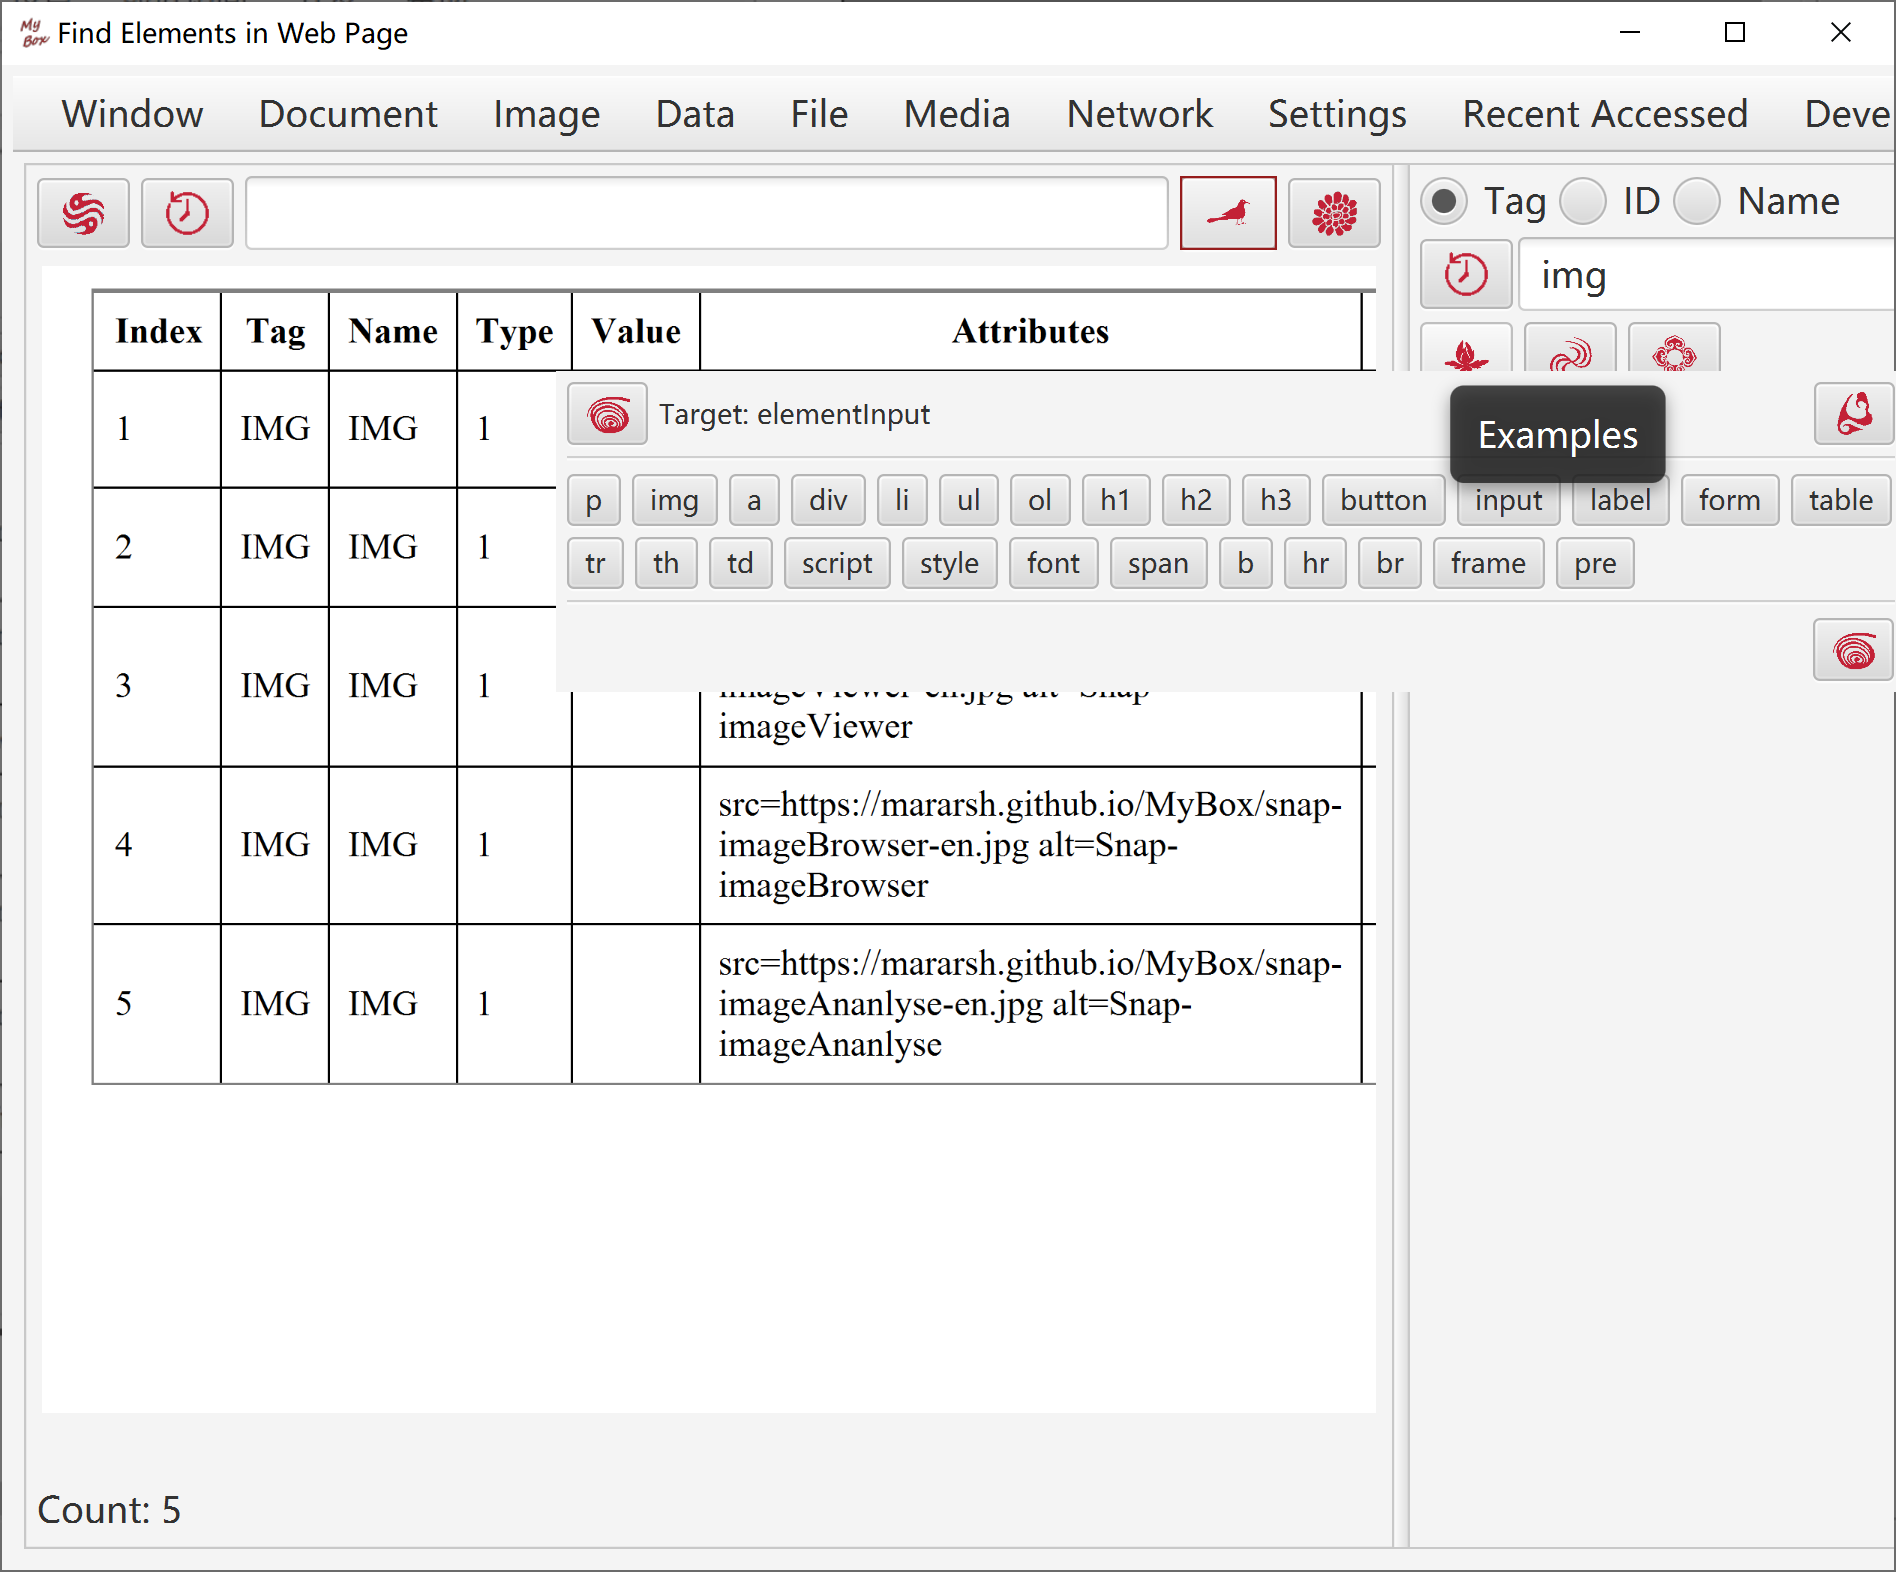 My Box Find Elements in Web Page
Window Document Image Data File Media Network Settings Recent Accessed Deve
Tag ID Name
img
Index Tag Name Type Value Attributes
Examples
Target: elementInput
p img a div li ul ol h1 h2 h3 button input label form table
tr th td script style font span b hr br frame pre
1 IMG IMG 1
2 IMG IMG 1
3 IMG IMG 1
imageViewer-en.jpg alt=Snap-
imageViewer
4 IMG IMG 1
src=https://mararsh.github.io/MyBox/snap-
imageBrowser-en.jpg alt=Snap-
imageBrowser
5 IMG IMG 1
src=https://mararsh.github.io/MyBox/snap-
imageAnanlyse-en.jpg alt=Snap-
imageAnanlyse
Count: 5